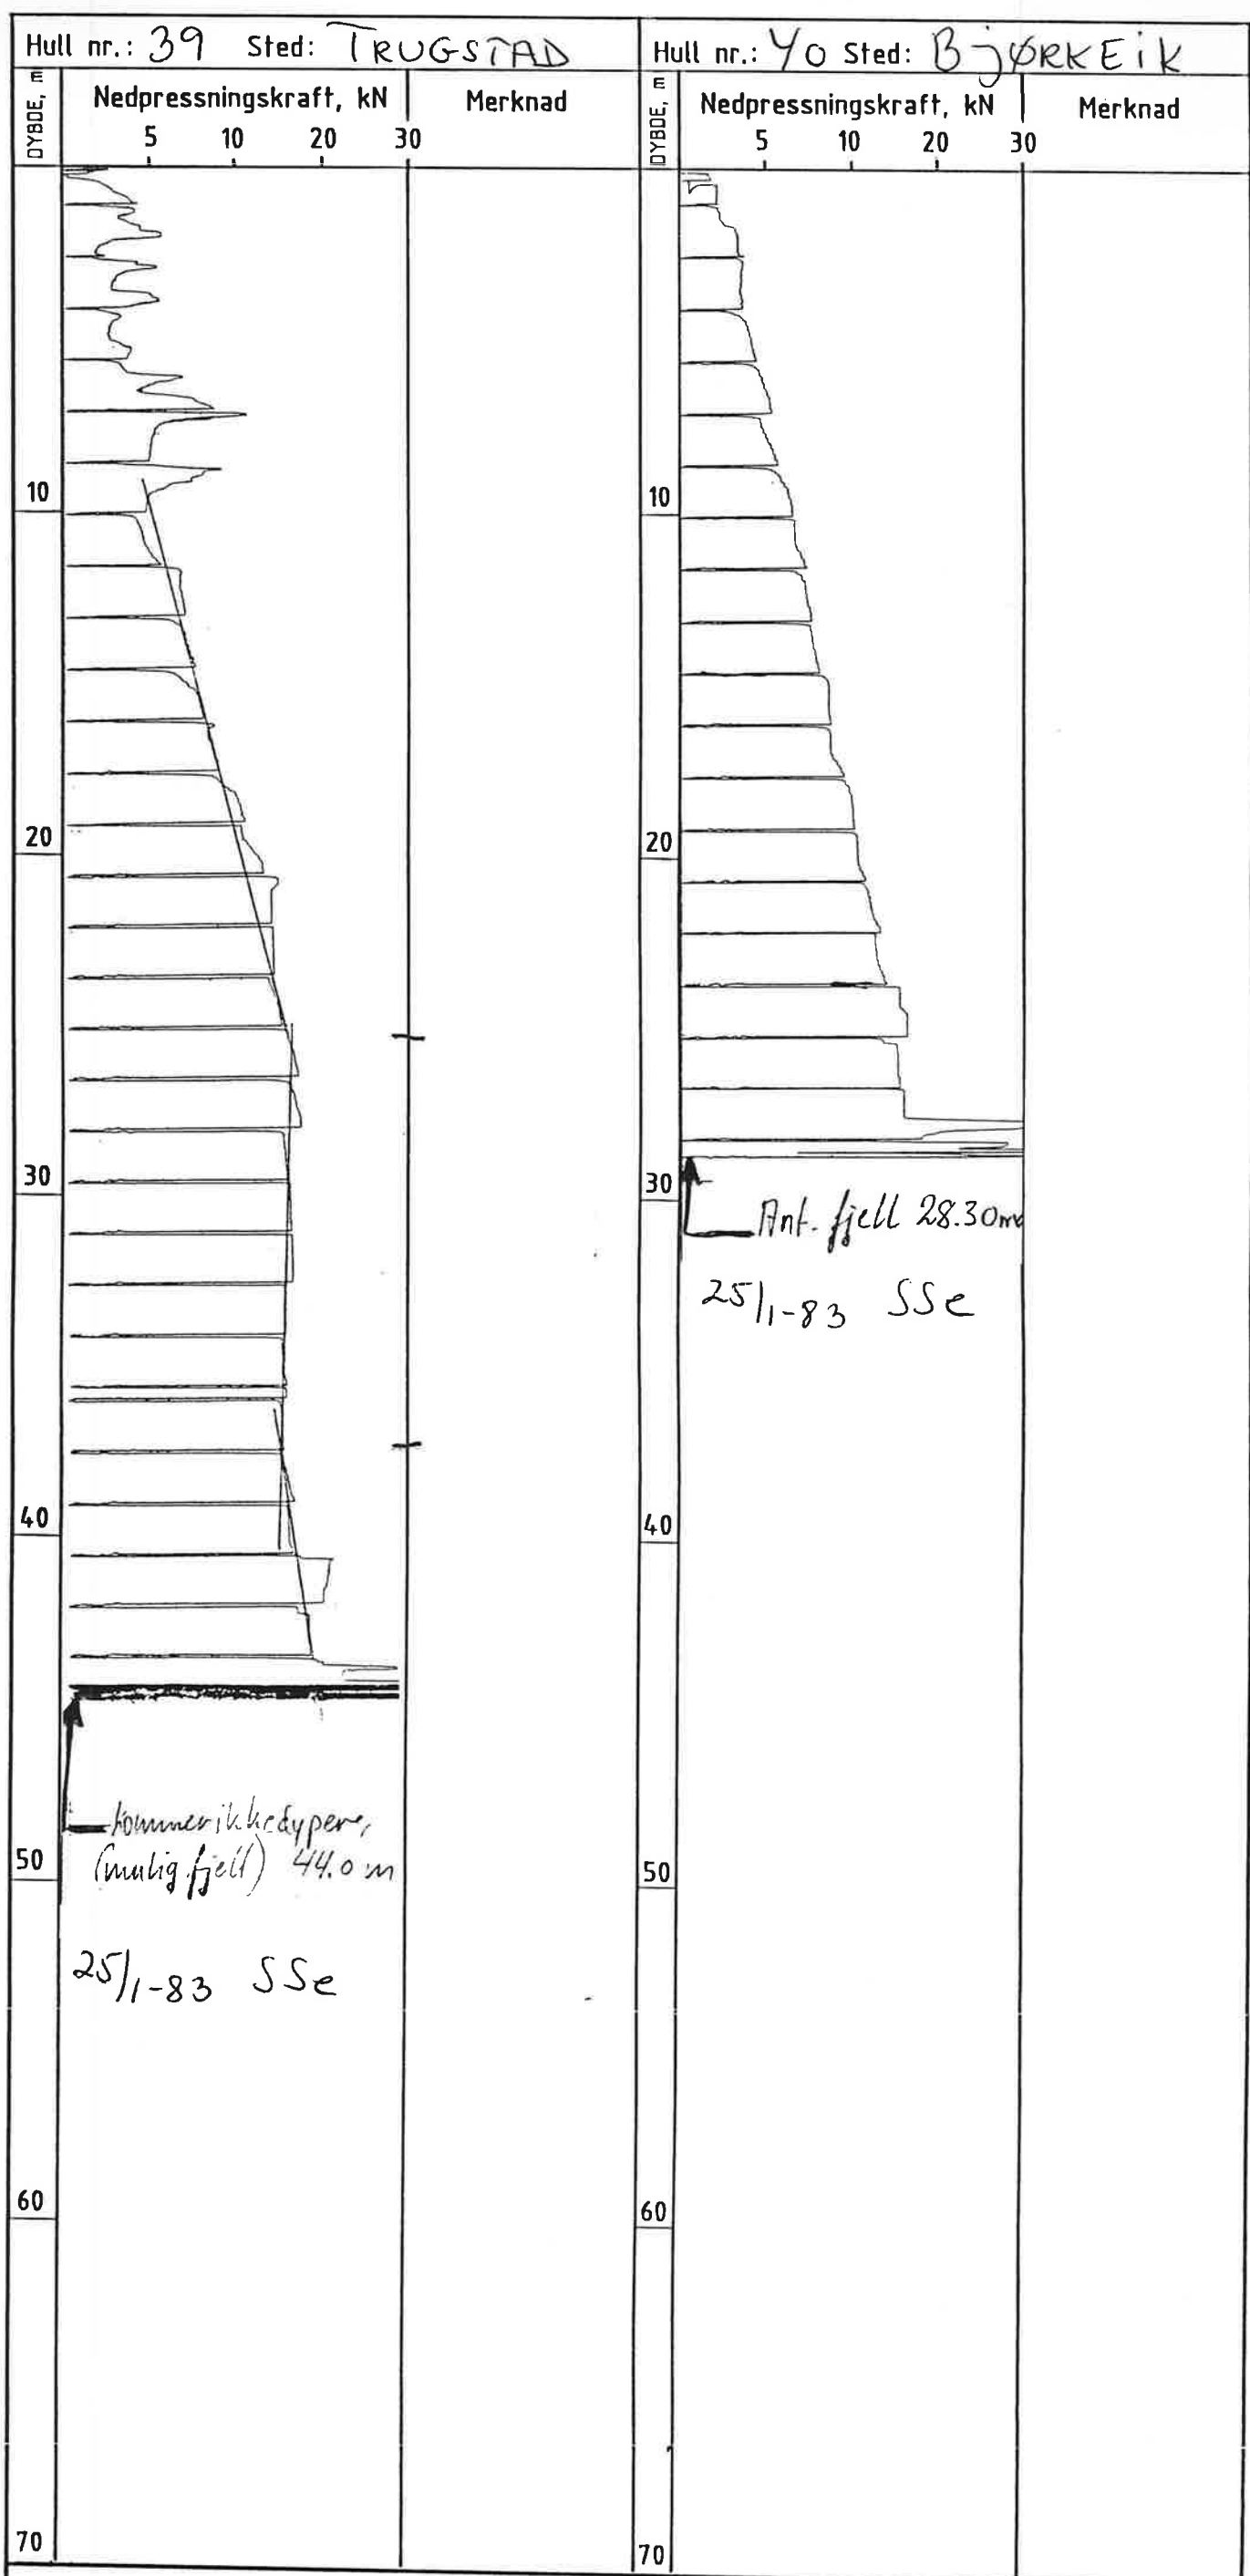 Hull nr.: 39 Sted: TRUGSTAD
DYBDE, m
Nedpressningskraft, kN
Merknad
5 10 20 30
10
20
30
40
50
60
70
kommer ikke dypere,
(mulig fjell) 44.0 m
25/1-83 SSe
Hull nr.: 40 Sted: BjØRKEiK
DYBDE, m
Nedpressningskraft, kN
Merknad
5 10 20 30
10
20
30
40
50
60
70
Ant. fjell 28.30m
25/1-83 SSe